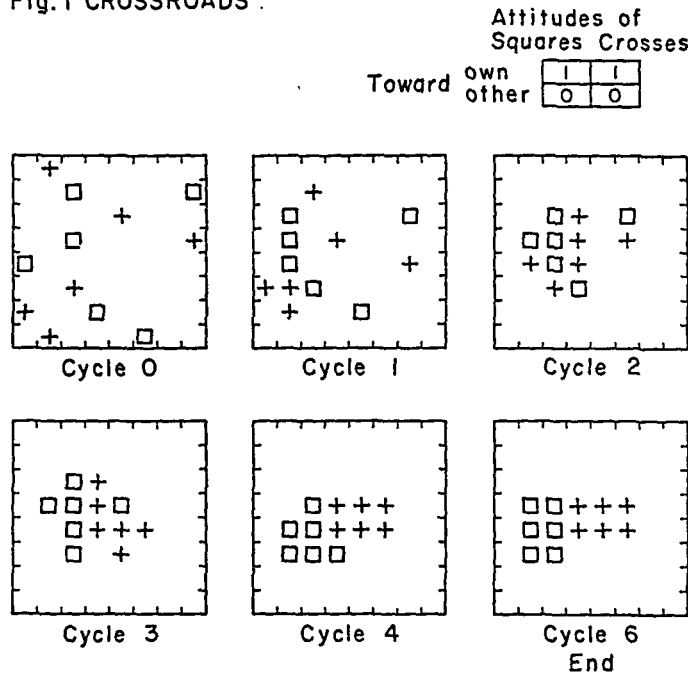 Fig. 1 CROSSROADS .
Attitudes of
Squares Crosses
Toward own 1 1
other 0 0
Cycle 0
Cycle 1
Cycle 2
Cycle 3
Cycle 4
Cycle 6
End